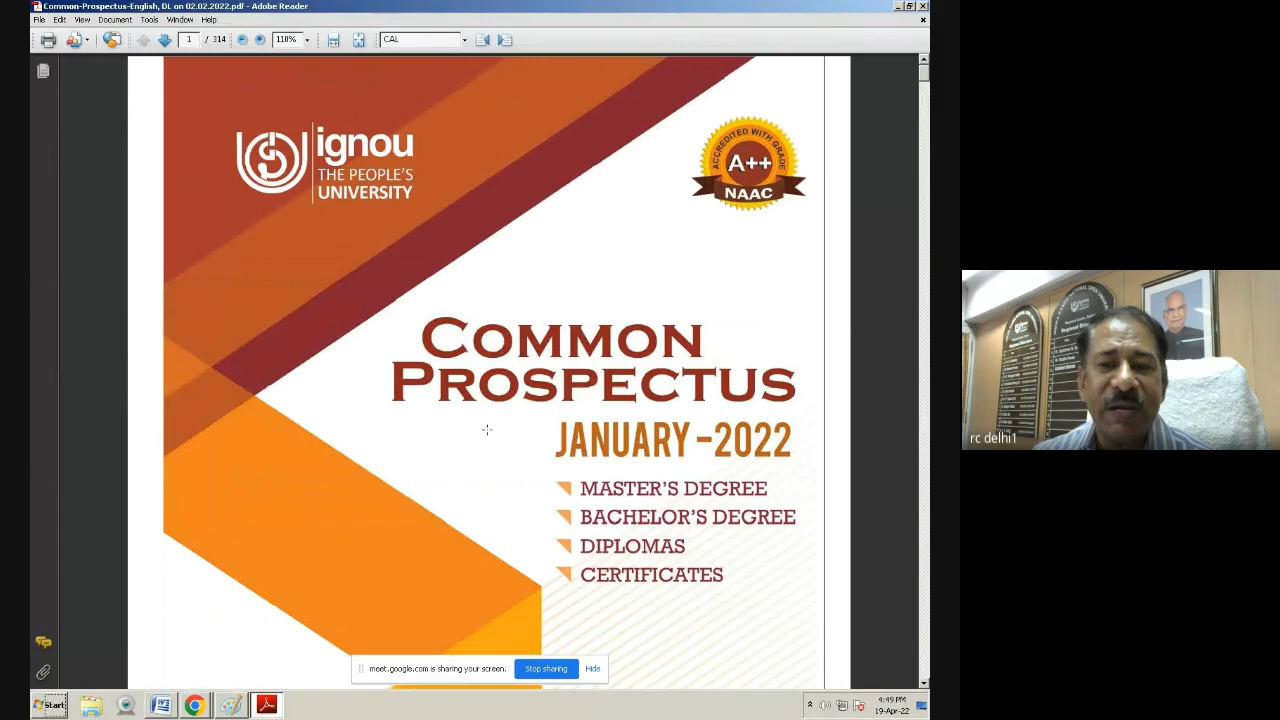 Common-Prospectus-English, DL on 02.02.2022.pdf - Adobe Reader
File Edit View Document Tools Window Help
1 / 314 110% CAL
ignou
THE PEOPLE'S
UNIVERSITY
ACCREDITED WITH GRADE
A++
NAAC
COMMON
PROSPECTUS
JANUARY -2022
MASTER'S DEGREE
BACHELOR'S DEGREE
DIPLOMAS
CERTIFICATES
rc delhi1
meet.google.com is sharing your screen. Stop sharing Hide
Start
4:49 PM
19-Apr-22